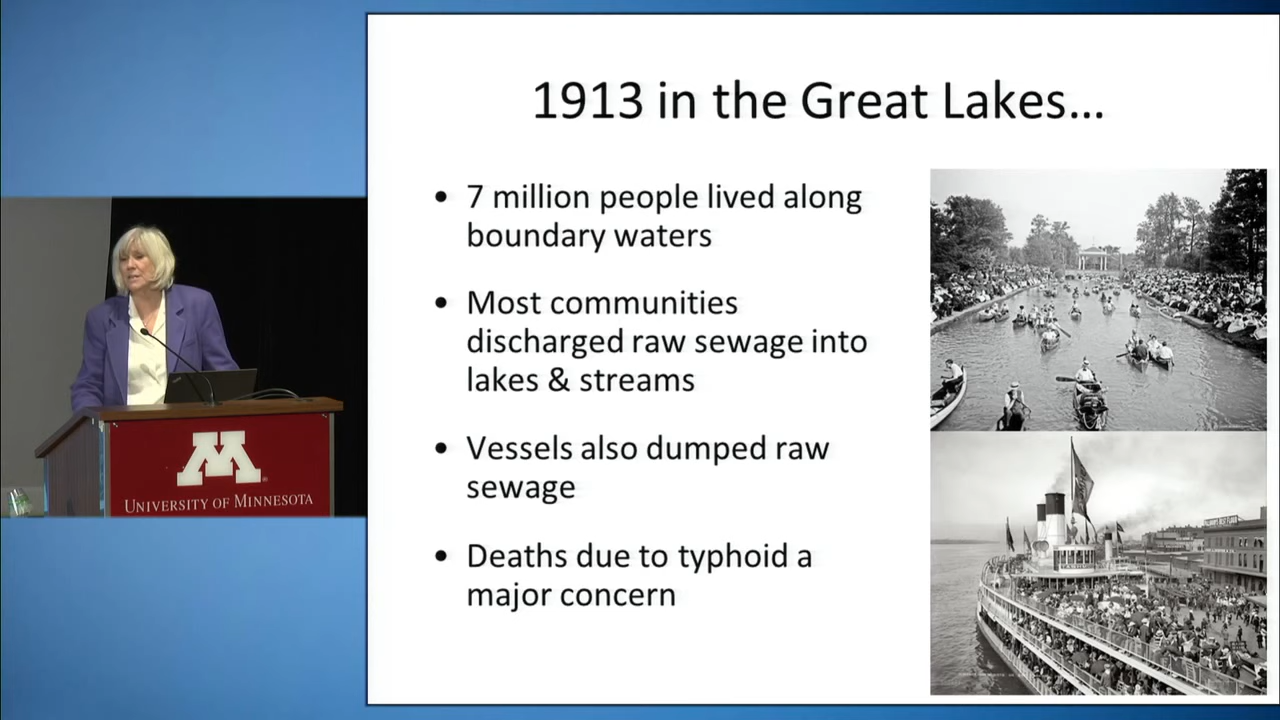 1913 in the Great Lakes...
• 7 million people lived along
boundary waters
• Most communities
discharged raw sewage into
lakes & streams
• Vessels also dumped raw
sewage
• Deaths due to typhoid a
major concern
M
UNIVERSITY OF MINNESOTA